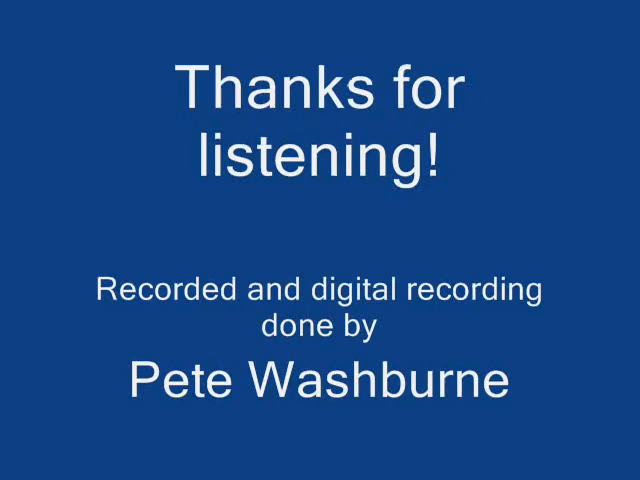 Thanks for
listening!
Recorded and digital recording
done by
Pete Washburne